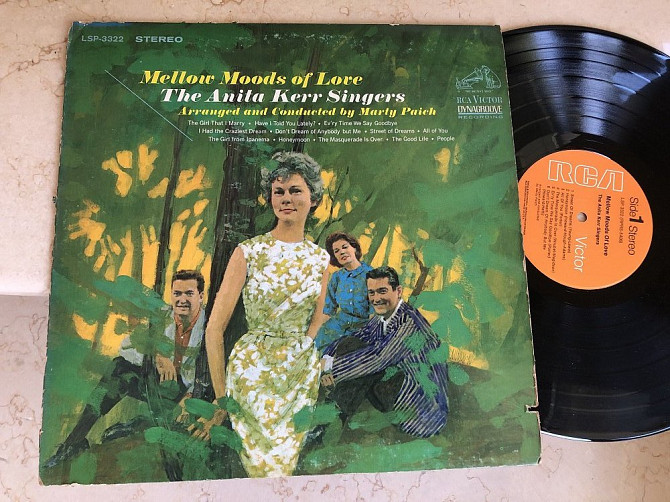 LSP-3322 STEREO
Mellow Moods of Love
The Anita Kerr Singers
Arranged and Conducted by Marty Paich
The Girl That I Marry • Have I Told You Lately? • Ev'ry Time We Say Goodbye
I Had the Craziest Dream • Don't Dream of Anybody but Me • Street of Dreams • All of You
The Girl from Ipanema • Honeymoon • The Masquerade Is Over • The Good Life • People
RCA VICTOR
DYNAGROOVE
RECORDING
RCA
Victor
Side 1 Stereo
Mellow Moods Of Love
The Anita Kerr Singers